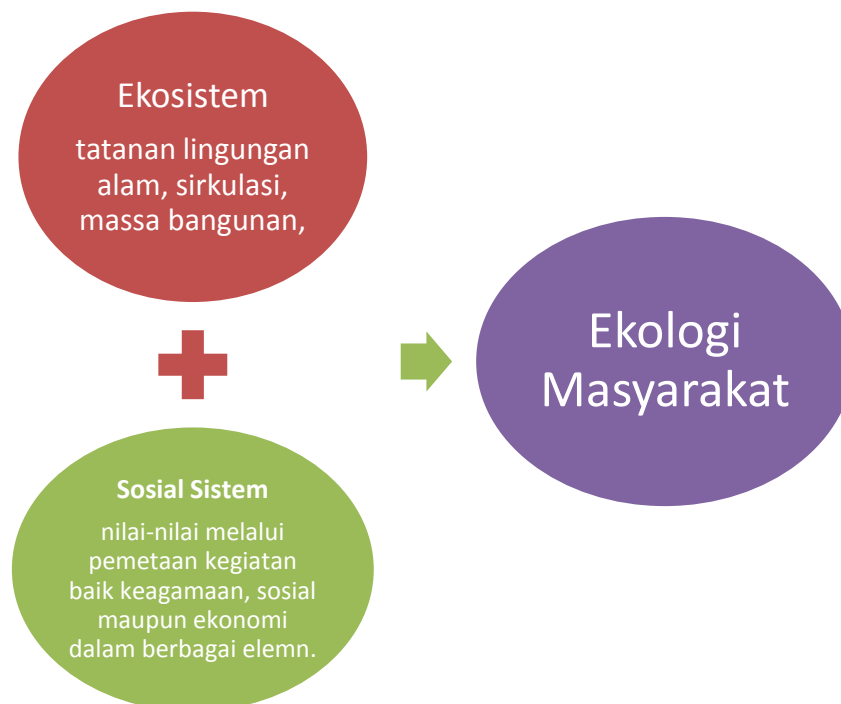 Ekosistem
tatanan lingungan
alam, sirkulasi,
massa bangunan,
Sosial Sistem
nilai-nilai melalui
pemetaan kegiatan
baik keagamaan, sosial
maupun ekonomi
dalam berbagai elemn.
Ekologi
Masyarakat